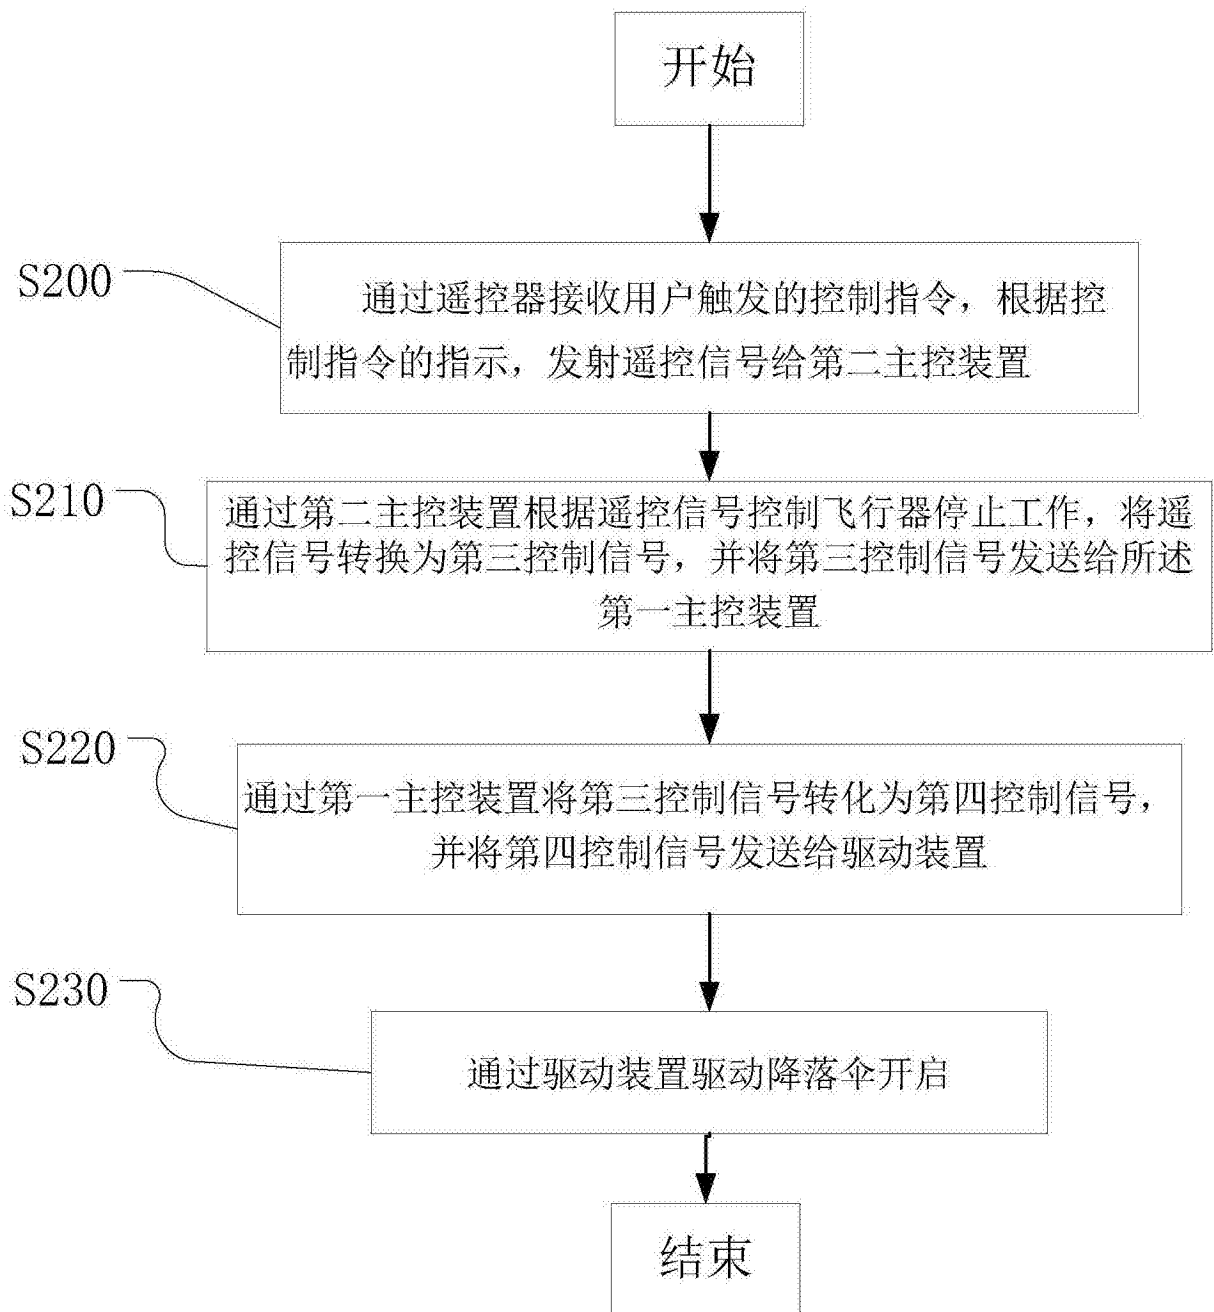 开始
S200
通过遥控器接收用户触发的控制指令，根据控
制指令的指示，发射遥控信号给第二主控装置
S210
通过第二主控装置根据遥控信号控制飞行器停止工作，将遥
控信号转换为第三控制信号，并将第三控制信号发送给所述
第一主控装置
S220
通过第一主控装置将第三控制信号转化为第四控制信号，
并将第四控制信号发送给驱动装置
S230
通过驱动装置驱动降落伞开启
结束